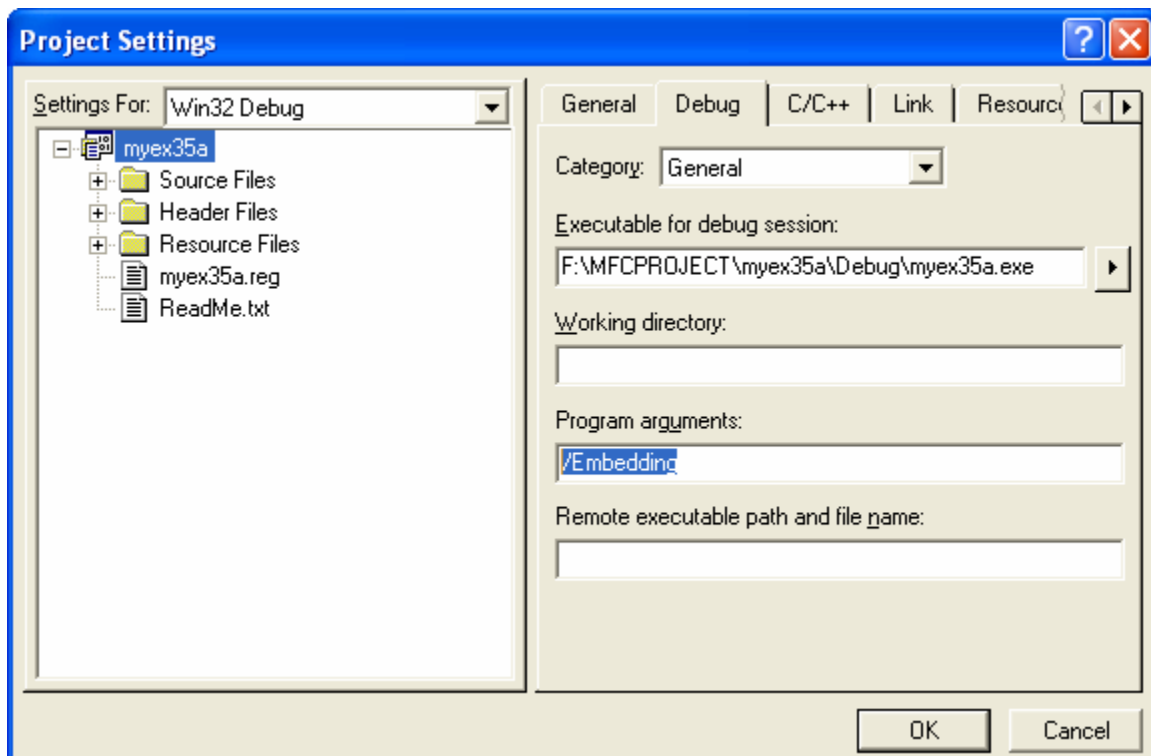 Project Settings
Settings For: Win32 Debug
myex35a
Source Files
Header Files
Resource Files
myex35a.reg
ReadMe.txt
General Debug C/C++ Link Resourc
Category: General
Executable for debug session:
F:\MFCPROJECT\myex35a\Debug\myex35a.exe
Working directory:
Program arguments:
/Embedding
Remote executable path and file name:
OK Cancel